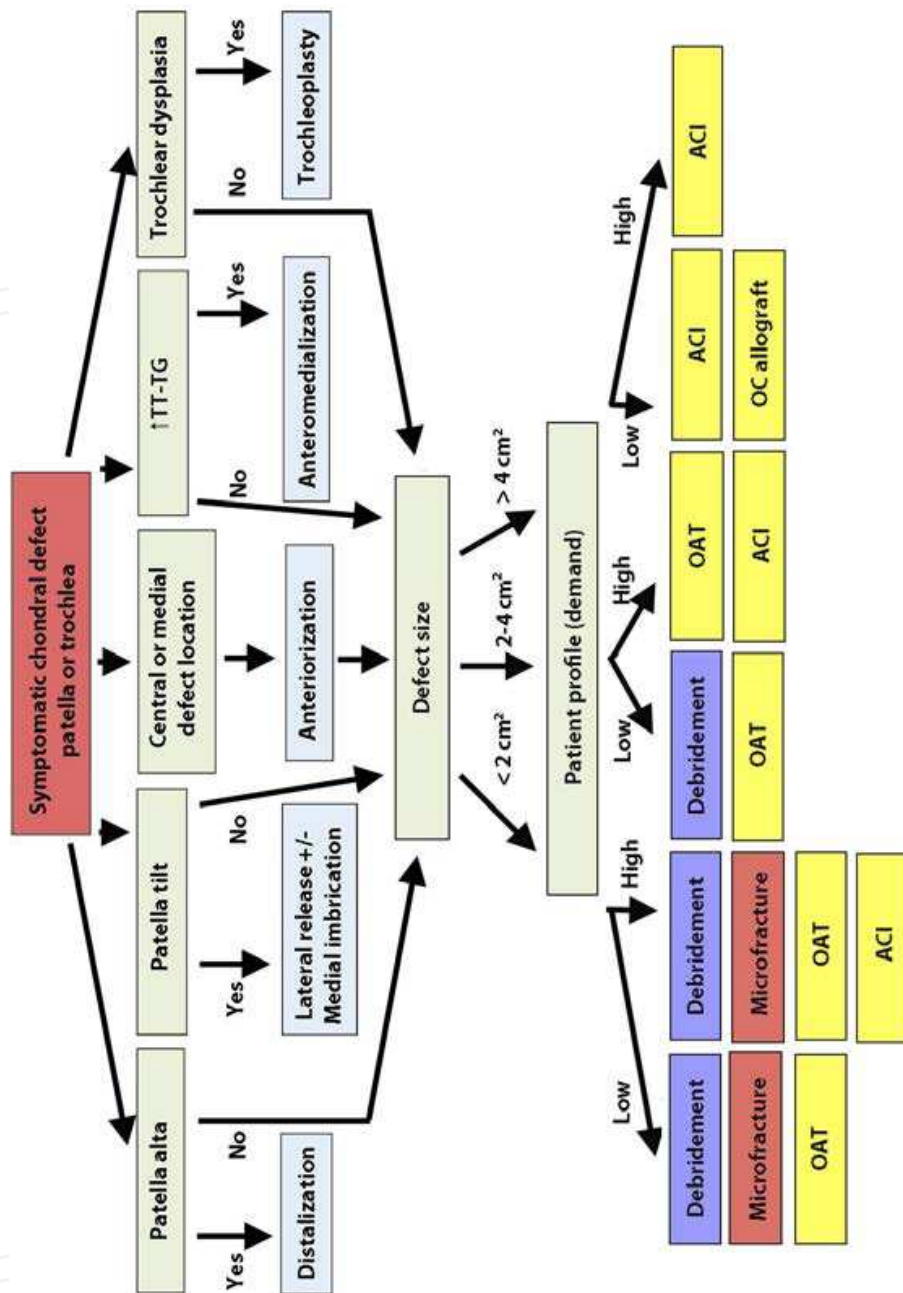 Symptomatic chondral defect
patella or trochlea
Patella alta
Patella tilt
Central or medial
defect location
↑TT-TG
Trochlear dysplasia
Yes
No
Yes
No
No
Yes
No
Yes
Distalization
Lateral release +/-
Medial imbrication
Anteriorization
Anteromedialization
Trochleoplasty
Defect size
< 2 cm²
2-4 cm²
> 4 cm²
Patient profile (demand)
Low
High
Low
High
Low
High
Debridement
Microfracture
OAT
Debridement
Microfracture
OAT
ACI
Debridement
OAT
OAT
ACI
ACI
OC allograft
ACI